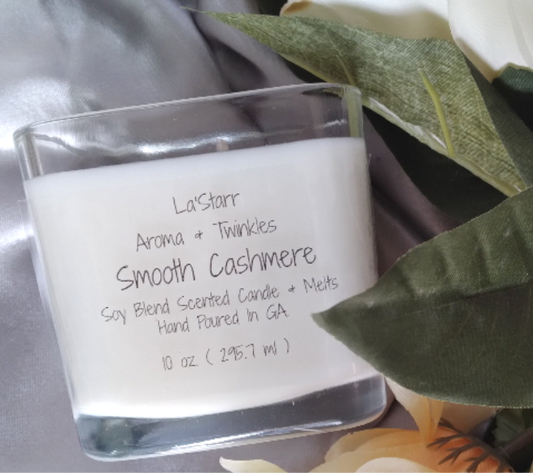 La'Starr
Aroma + Twinkles
Smooth Cashmere
Soy Blend Scented Candle + Melts
Hand Poured In GA
10 oz ( 295.7 ml )